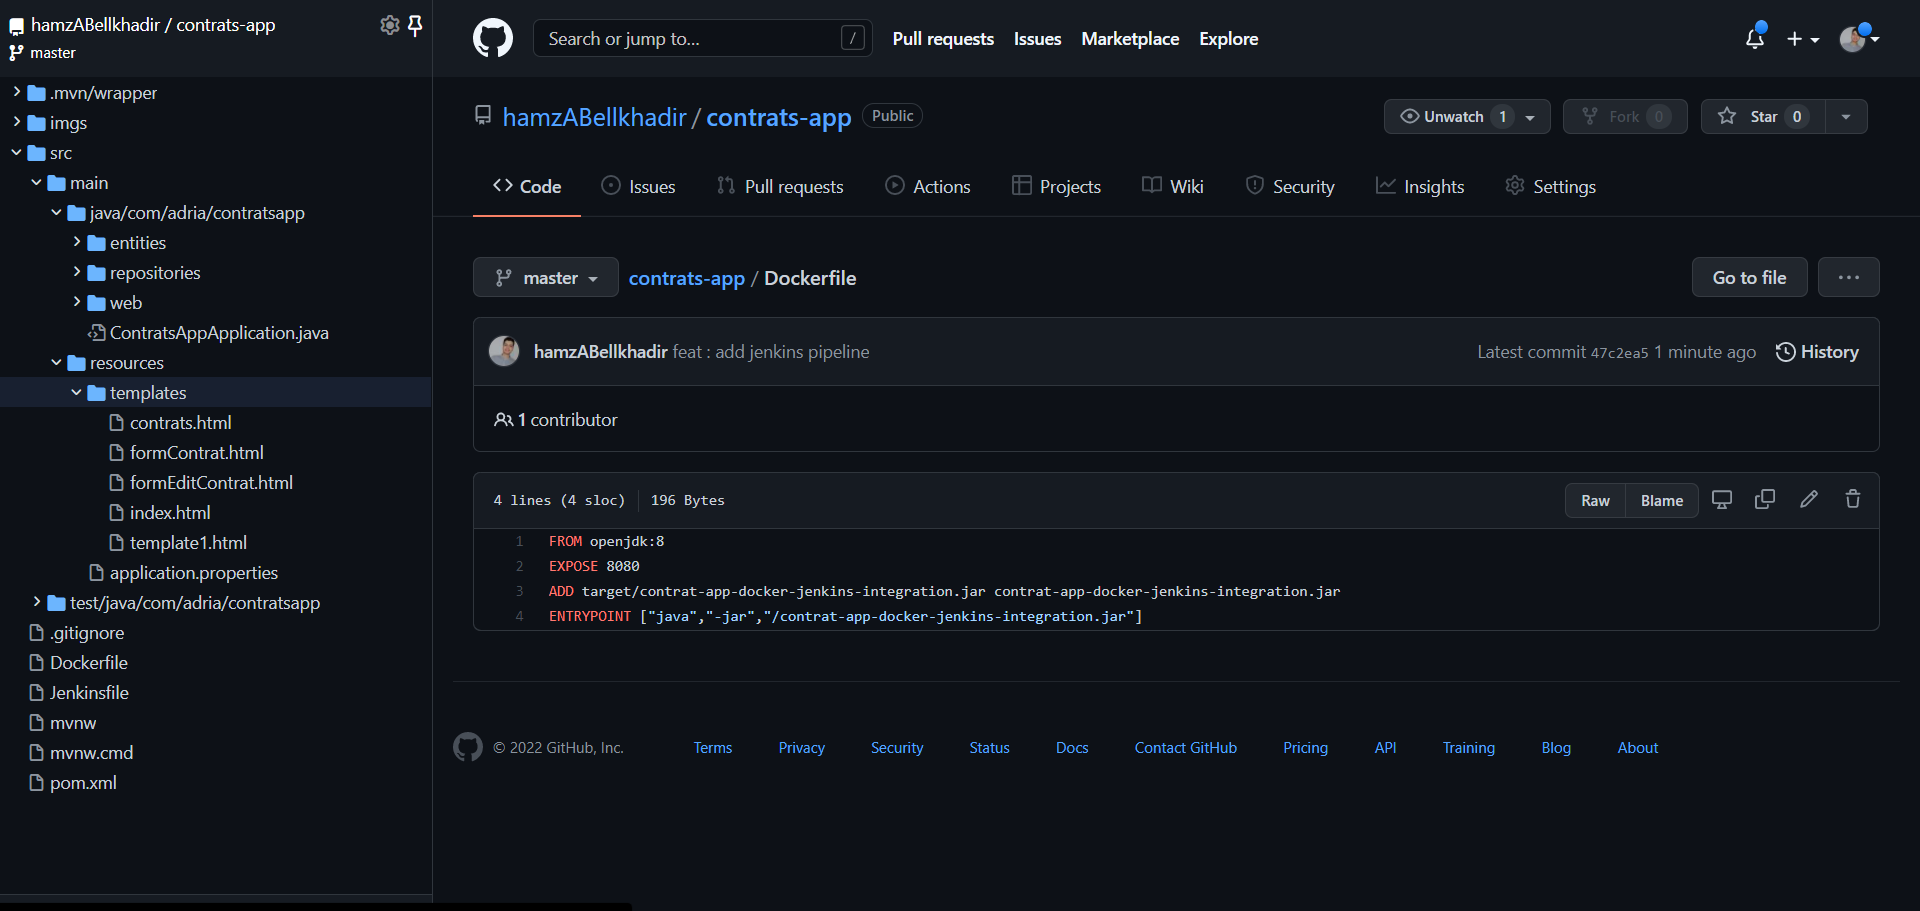 hamzABellkhadir / contrats-app
master
.mvn/wrapper
imgs
src
main
java/com/adria/contratsapp
entities
repositories
web
ContratsAppApplication.java
resources
templates
contrats.html
formContrat.html
formEditContrat.html
index.html
template1.html
application.properties
test/java/com/adria/contratsapp
.gitignore
Dockerfile
Jenkinsfile
mvnw
mvnw.cmd
pom.xml
Search or jump to... / Pull requests Issues Marketplace Explore
hamzABellkhadir / contrats-app Public Unwatch 1 Fork 0 Star 0
Code Issues Pull requests Actions Projects Wiki Security Insights Settings
master contrats-app / Dockerfile Go to file ...
hamzABellkhadir feat : add jenkins pipeline Latest commit 47c2ea5 1 minute ago History
1 contributor
4 lines (4 sloc) 196 Bytes Raw Blame
1 FROM openjdk:8
2 EXPOSE 8080
3 ADD target/contrat-app-docker-jenkins-integration.jar contrat-app-docker-jenkins-integration.jar
4 ENTRYPOINT ["java","-jar","/contrat-app-docker-jenkins-integration.jar"]
© 2022 GitHub, Inc. Terms Privacy Security Status Docs Contact GitHub Pricing API Training Blog About